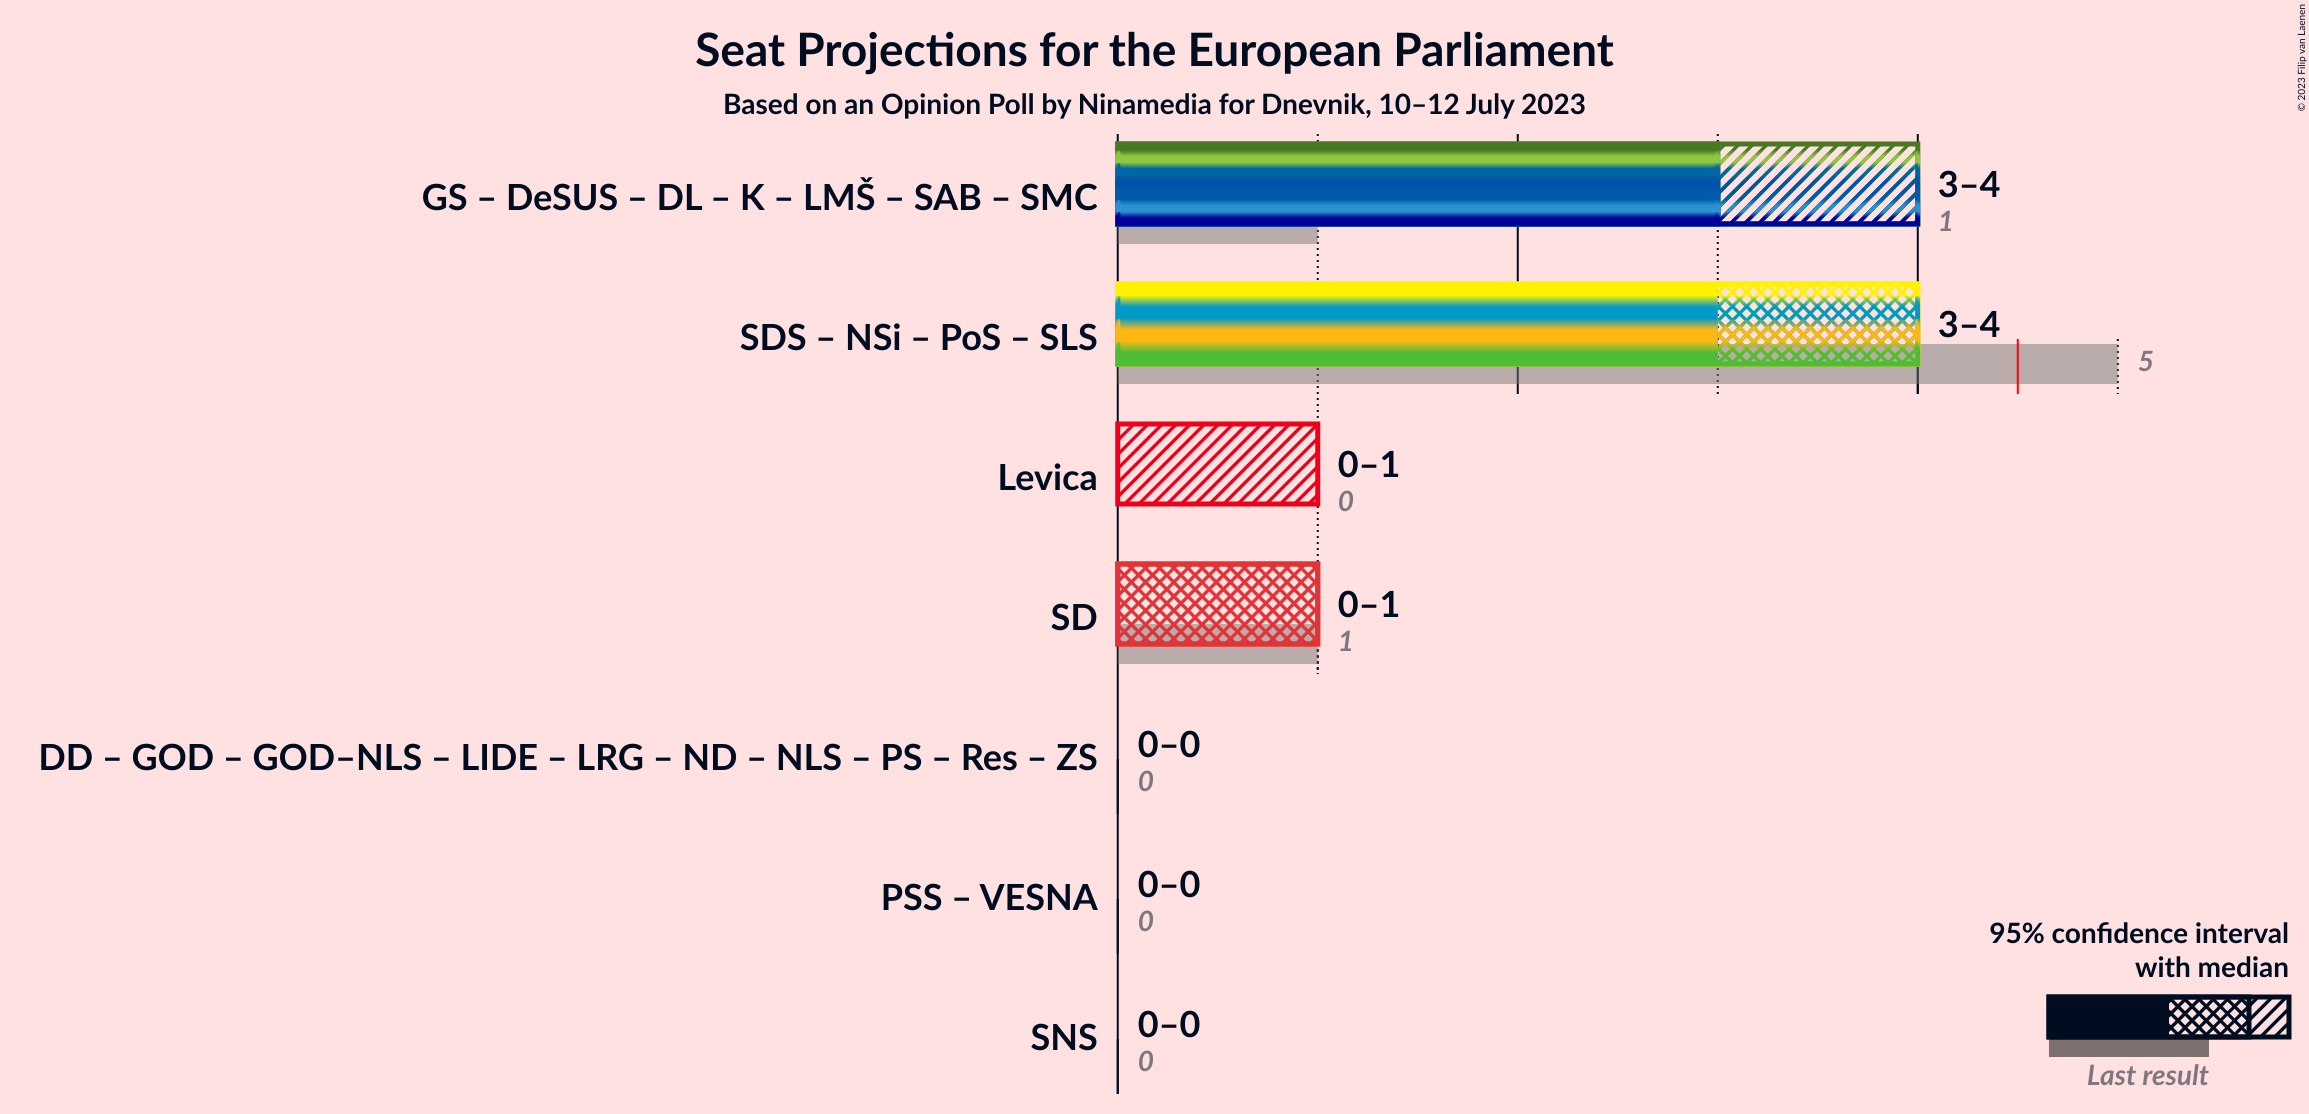 Seat Projections for the European Parliament
Based on an Opinion Poll by Ninamedia for Dnevnik, 10–12 July 2023
© 2023 Filip van Laenen
GS – DeSUS – DL – K – LMŠ – SAB – SMC
3–4
1
SDS – NSi – PoS – SLS
3–4
5
Levica
0–1
0
SD
0–1
1
DD – GOD – GOD–NLS – LIDE – LRG – ND – NLS – PS – Res – ZS
0–0
0
PSS – VESNA
0–0
0
SNS
0–0
0
95% confidence interval
with median
Last result